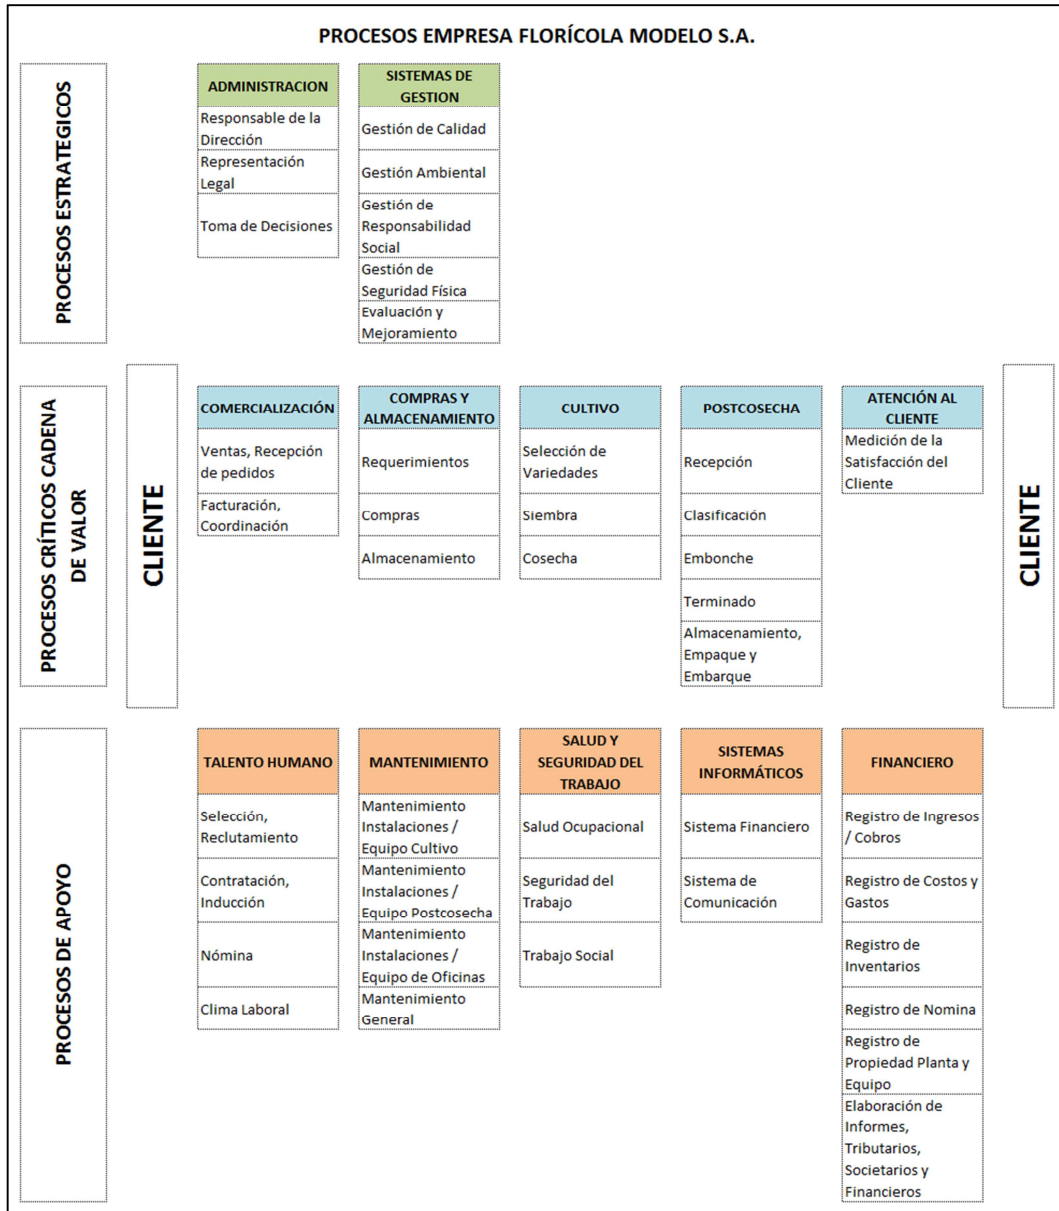 PROCESOS EMPRESA FLORÍCOLA MODELO S.A.
PROCESOS ESTRATEGICOS
ADMINISTRACION
Responsable de la
Dirección
Representación
Legal
Toma de Decisiones
SISTEMAS DE
GESTION
Gestión de Calidad
Gestión Ambiental
Gestión de
Responsabilidad
Social
Gestión de
Seguridad Física
Evaluación y
Mejoramiento
PROCESOS CRÍTICOS CADENA
DE VALOR
CLIENTE
COMERCIALIZACIÓN
Ventas, Recepción
de pedidos
Facturación,
Coordinación
COMPRAS Y
ALMACENAMIENTO
Requerimientos
Compras
Almacenamiento
CULTIVO
Selección de
Variedades
Siembra
Cosecha
POSTCOSECHA
Recepción
Clasificación
Embonche
Terminado
Almacenamiento,
Empaque y
Embarque
ATENCIÓN AL
CLIENTE
Medición de la
Satisfacción del
Cliente
CLIENTE
PROCESOS DE APOYO
TALENTO HUMANO
Selección,
Reclutamiento
Contratación,
Inducción
Nómina
Clima Laboral
MANTENIMIENTO
Mantenimiento
Instalaciones /
Equipo Cultivo
Mantenimiento
Instalaciones /
Equipo Postcosecha
Mantenimiento
Instalaciones /
Equipo de Oficinas
Mantenimiento
General
SALUD Y
SEGURIDAD DEL
TRABAJO
Salud Ocupacional
Seguridad del
Trabajo
Trabajo Social
SISTEMAS
INFORMÁTICOS
Sistema Financiero
Sistema de
Comunicación
FINANCIERO
Registro de Ingresos
/ Cobros
Registro de Costos y
Gastos
Registro de
Inventarios
Registro de Nomina
Registro de
Propiedad Planta y
Equipo
Elaboración de
Informes,
Tributarios,
Societarios y
Financieros